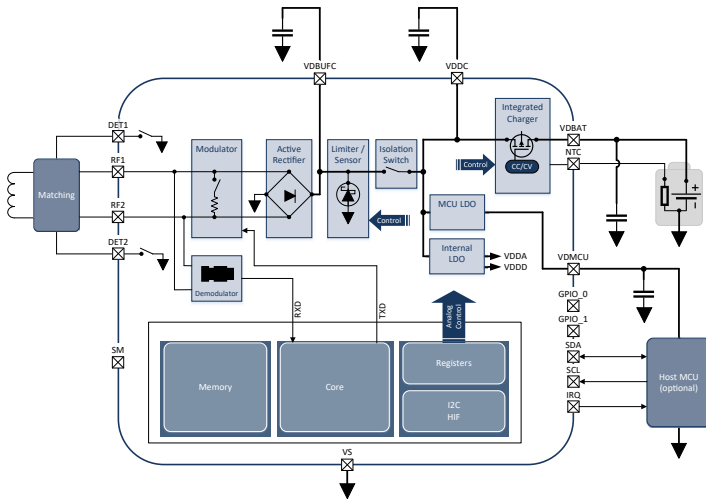 VDBUFC
VDDC
DET1
RF1
RF2
DET2
Matching
Modulator
Active
Rectifier
Limiter /
Sensor
Isolation
Switch
Integrated
Charger
CC/CV
Control
Control
VDBAT
NTC
+
MCU LDO
Internal
LDO
VDDA
VDDD
VDMCU
Demodulator
RXD
TXD
Analog
Control
GPIO_0
GPIO_1
SDA
SCL
IRQ
SM
Memory
Core
Registers
I2C
HIF
Host MCU
(optional)
VS